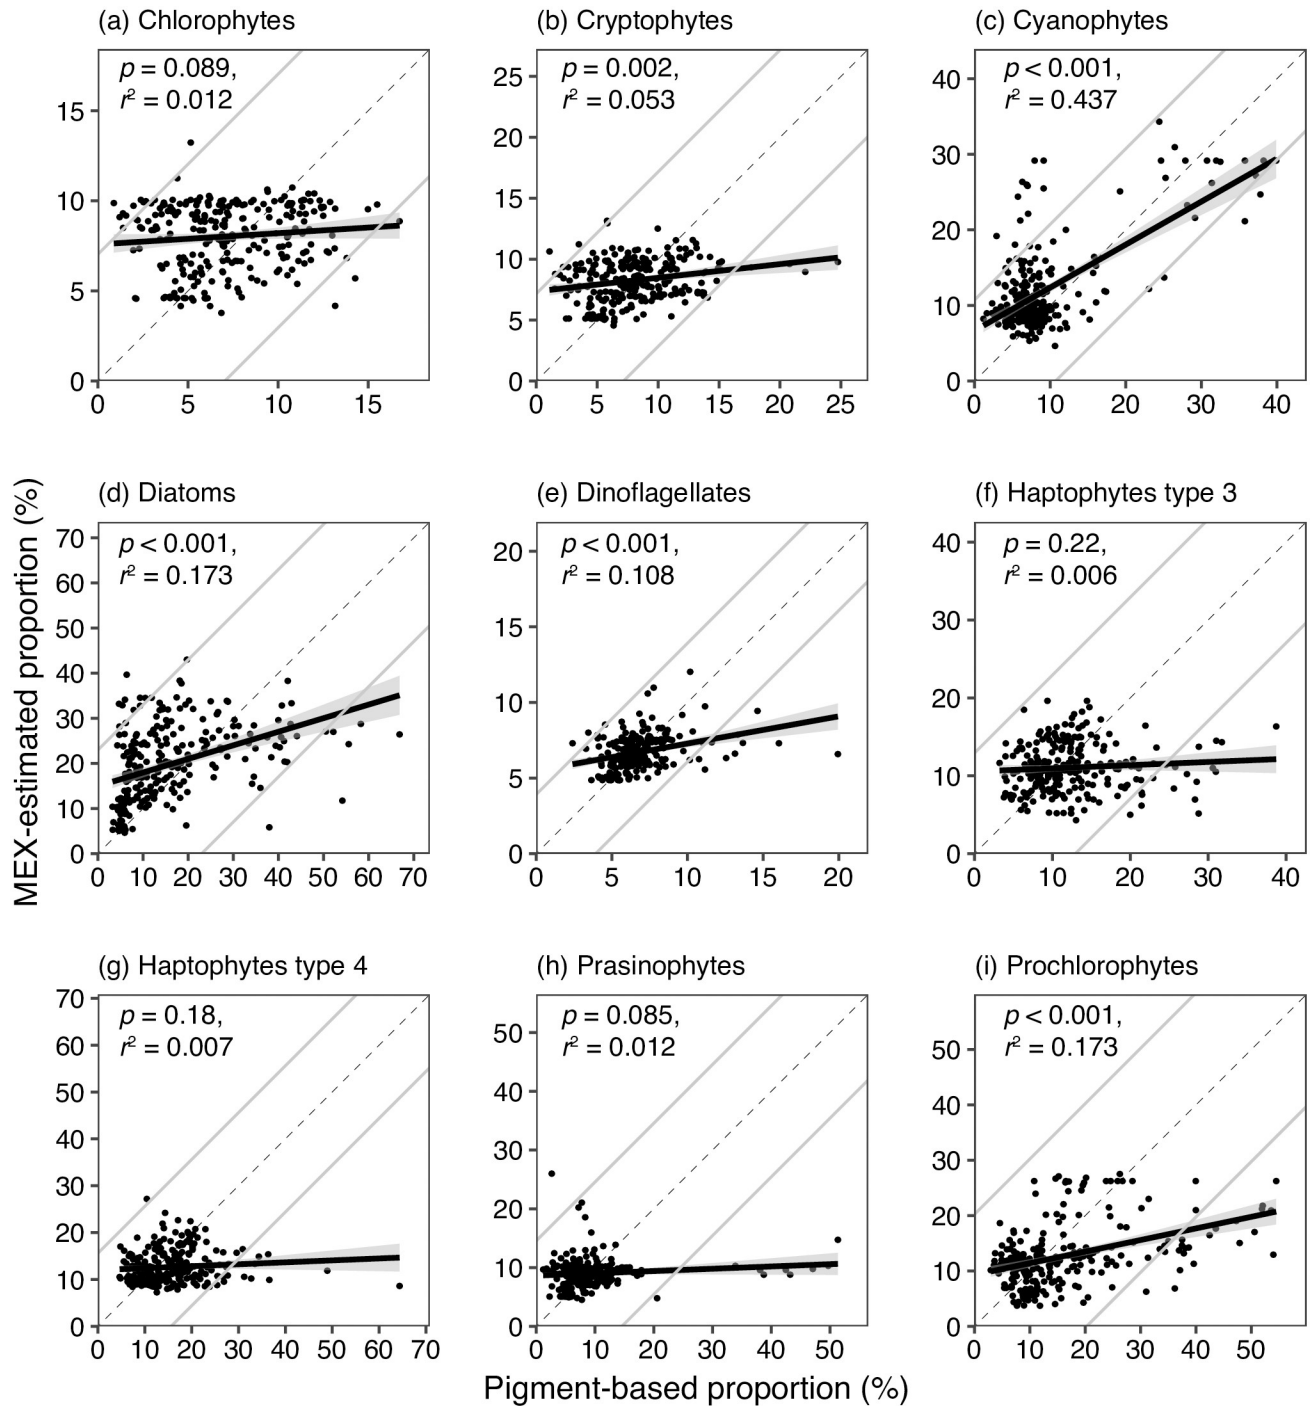 (a) Chlorophytes
p = 0.089,
r² = 0.012
15
10
5
0
0 5 10 15
(b) Cryptophytes
p = 0.002,
r² = 0.053
25
20
15
10
5
0
0 5 10 15 20 25
(c) Cyanophytes
p < 0.001,
r² = 0.437
40
30
20
10
0
0 10 20 30 40
MEX-estimated proportion (%)
(d) Diatoms
p < 0.001,
r² = 0.173
70
60
50
40
30
20
10
0
0 10 20 30 40 50 60 70
(e) Dinoflagellates
p < 0.001,
r² = 0.108
20
15
10
5
0
0 5 10 15 20
(f) Haptophytes type 3
p = 0.22,
r² = 0.006
40
30
20
10
0
0 10 20 30 40
(g) Haptophytes type 4
p = 0.18,
r² = 0.007
70
60
50
40
30
20
10
0
0 10 20 30 40 50 60 70
(h) Prasinophytes
p = 0.085,
r² = 0.012
50
40
30
20
10
0
0 10 20 30 40 50
(i) Prochlorophytes
p < 0.001,
r² = 0.173
50
40
30
20
10
0
0 10 20 30 40 50
Pigment-based proportion (%)